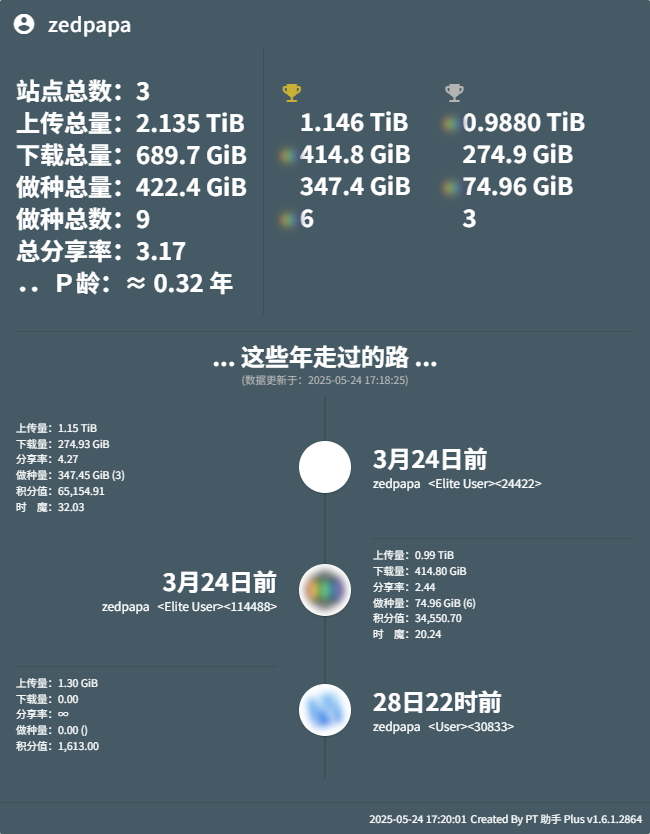 zedpapa
站点总数：3
上传总量：2.135 TiB
下载总量：689.7 GiB
做种总量：422.4 GiB
做种总数：9
总分享率：3.17
．．Ｐ龄：≈ 0.32 年
1.146 TiB
414.8 GiB
347.4 GiB
6
0.9880 TiB
274.9 GiB
74.96 GiB
3
... 这些年走过的路 ...
(数据更新于：2025-05-24 17:18:25)
上传量：1.15 TiB
下载量：274.93 GiB
分享率：4.27
做种量：347.45 GiB (3)
积分值：65,154.91
时　魔：32.03
3月24日前
zedpapa <Elite User><24422>
3月24日前
zedpapa <Elite User><114488>
上传量：0.99 TiB
下载量：414.80 GiB
分享率：2.44
做种量：74.96 GiB (6)
积分值：34,550.70
时　魔：20.24
上传量：1.30 GiB
下载量：0.00
分享率：∞
做种量：0.00 ()
积分值：1,613.00
28日22时前
zedpapa <User><30833>
2025-05-24 17:20:01 Created By PT 助手 Plus v1.6.1.2864